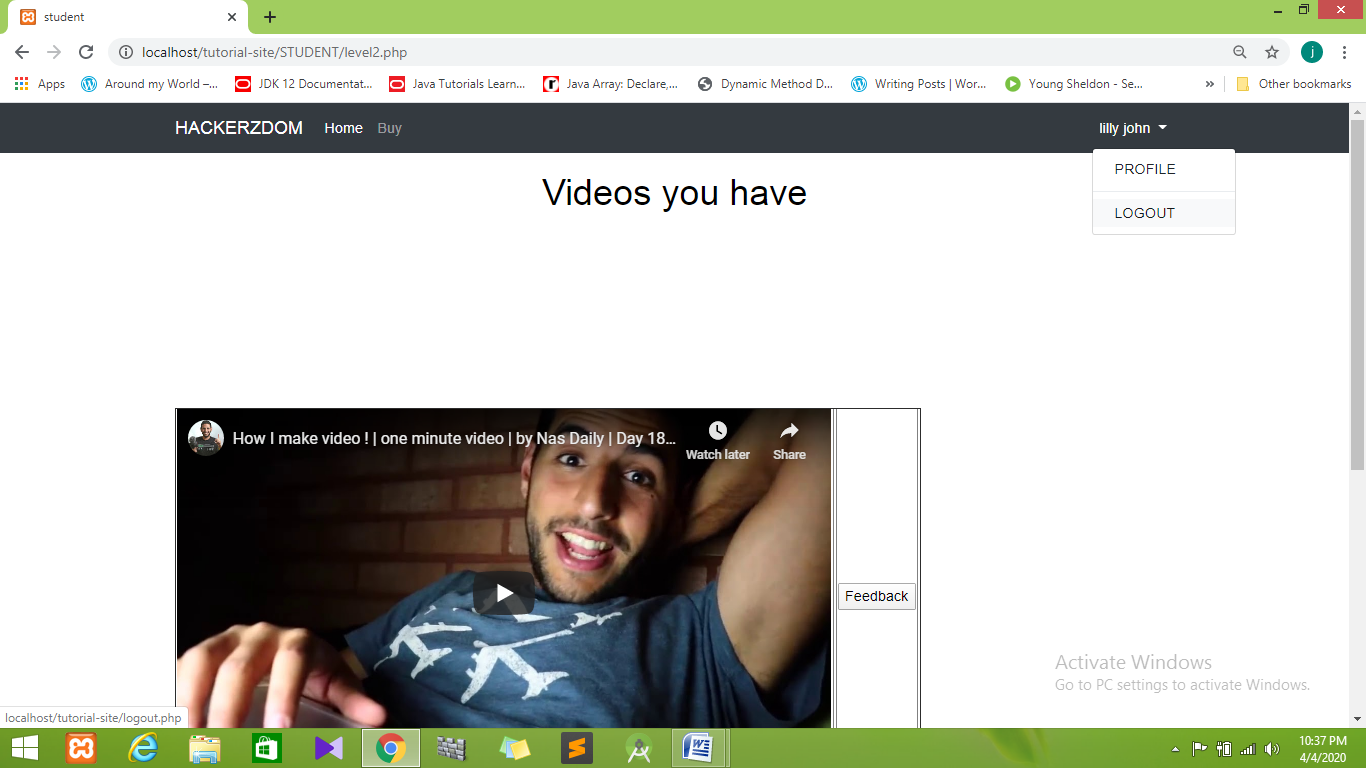 student
localhost/tutorial-site/STUDENT/level2.php
j
Apps Around my World –... JDK 12 Documentat... Java Tutorials Learn... Java Array: Declare,... Dynamic Method D... Writing Posts | Wor... Young Sheldon - Se... » Other bookmarks
HACKERZDOM Home Buy lilly john
PROFILE
LOGOUT
Videos you have
How I make video ! | one minute video | by Nas Daily | Day 18...
Watch later Share
Feedback
Activate Windows
Go to PC settings to activate Windows.
localhost/tutorial-site/logout.php
10:37 PM
4/4/2020